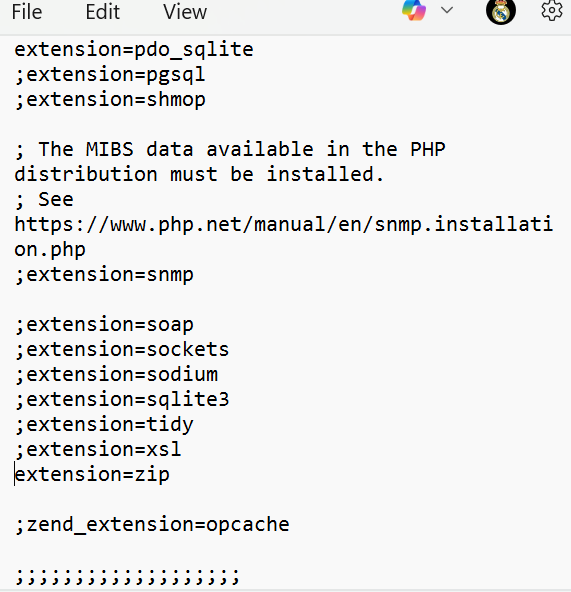 File Edit View
extension=pdo_sqlite
;extension=pgsql
;extension=shmop
; The MIBS data available in the PHP
distribution must be installed.
; See
https://www.php.net/manual/en/snmp.installati
on.php
;extension=snmp
;extension=soap
;extension=sockets
;extension=sodium
;extension=sqlite3
;extension=tidy
;extension=xsl
extension=zip
;zend_extension=opcache
;;;;;;;;;;;;;;;;;;;